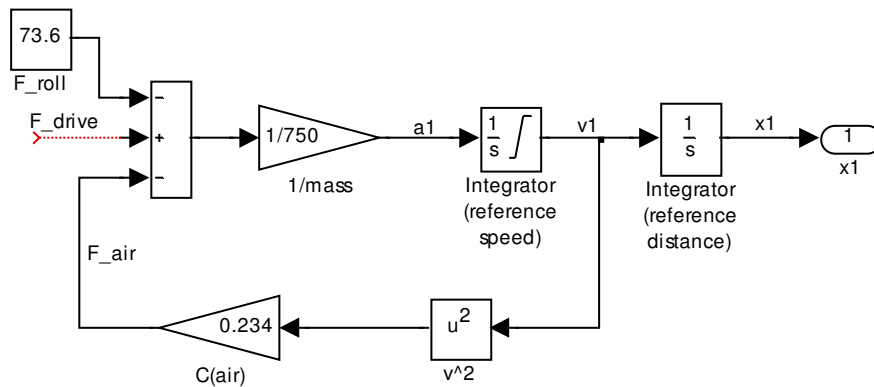 73.6
F_roll
F_drive
−
+
−
1/750
1/mass
a1
1
s
Integrator
(reference
speed)
v1
1
s
Integrator
(reference
distance)
x1
1
x1
F_air
0.234
C(air)
u²
v^2